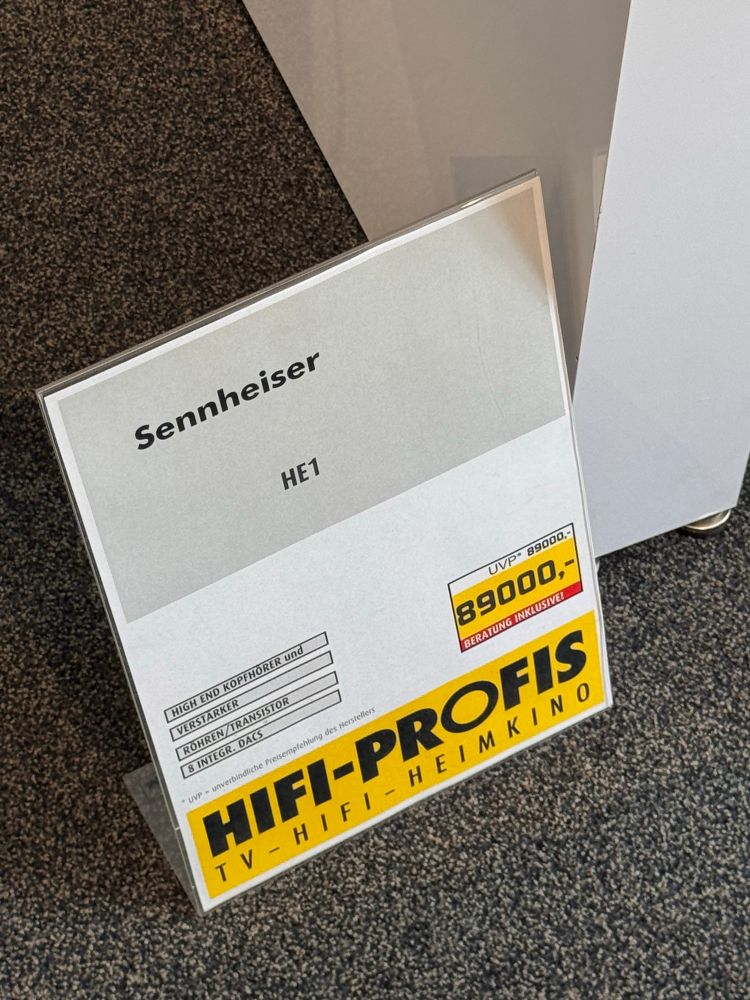 Sennheiser
HE1
UVP* 89000,-
89000,-
BERATUNG INKLUSIVE!
HIGH END KOPFHÖRER und
VERSTÄRKER
RÖHREN/TRANSISTOR
8 INTEGR. DACS
* UVP = unverbindliche Preisempfehlung des Herstellers
HIFI-PROFIS
TV-HIFI-HEIMKINO